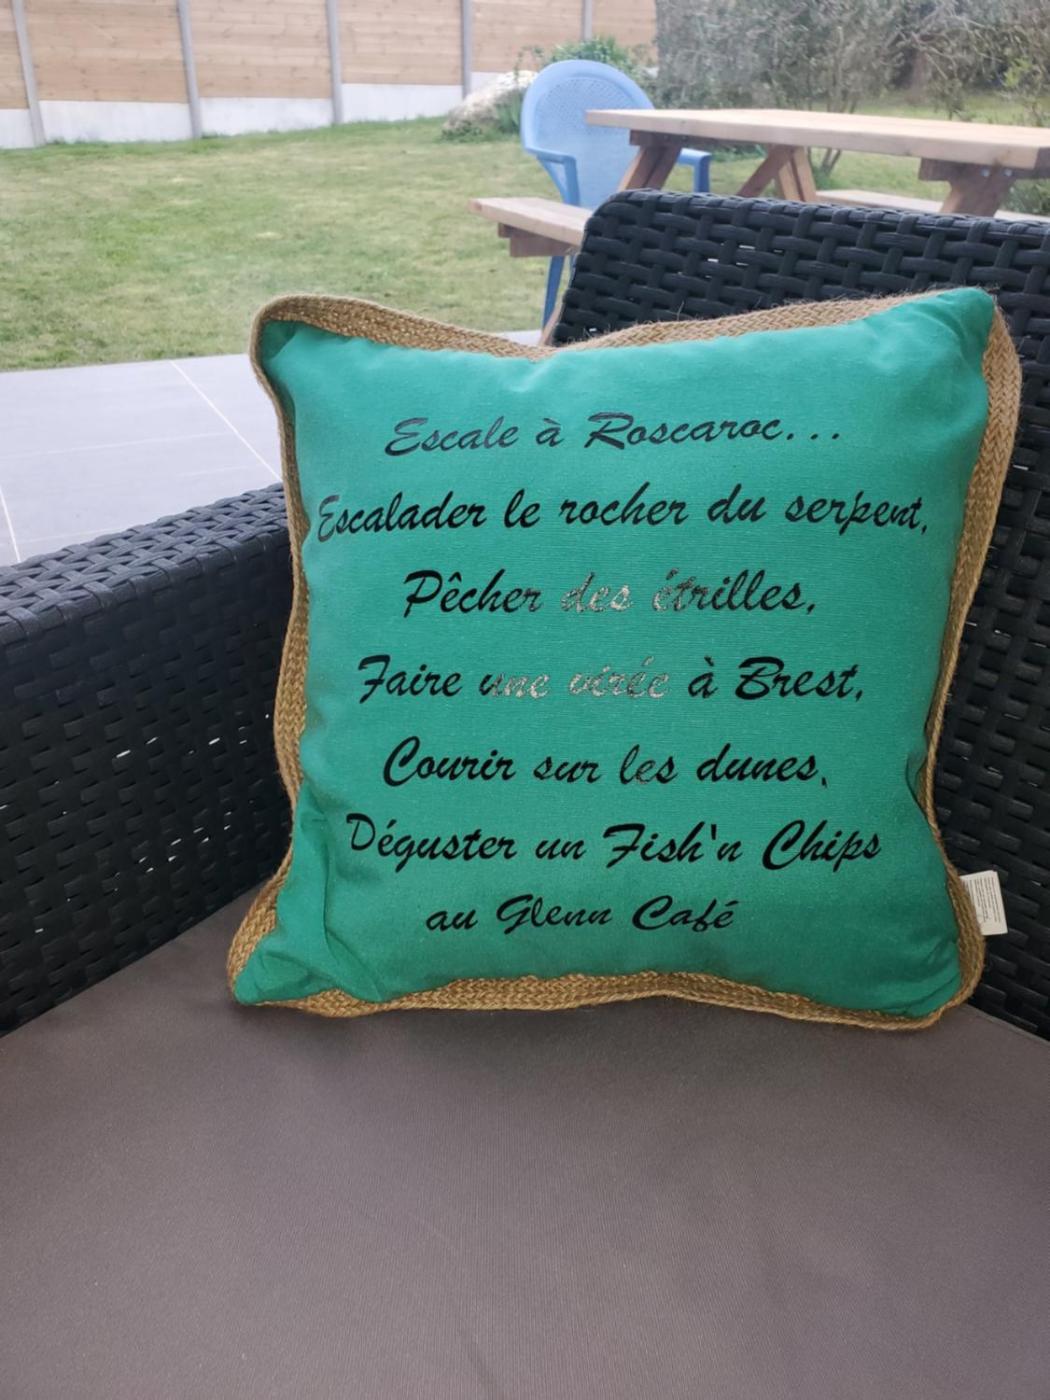 Escale à Roscaroc...
Escalader le rocher du serpent,
Pêcher des étrilles,
Faire une virée à Brest,
Courir sur les dunes,
Déguster un Fish'n Chips
au Glenn Café